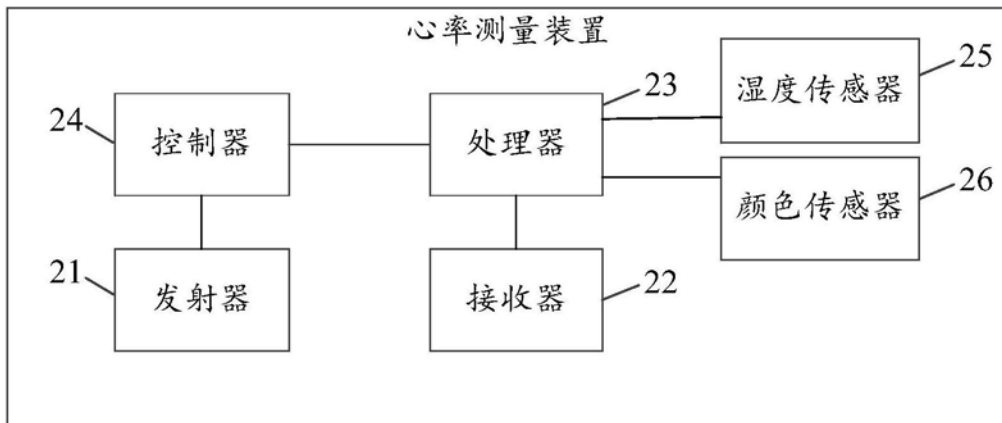 心率测量装置
25
湿度传感器
23
24
控制器
处理器
26
颜色传感器
21
发射器
接收器
22